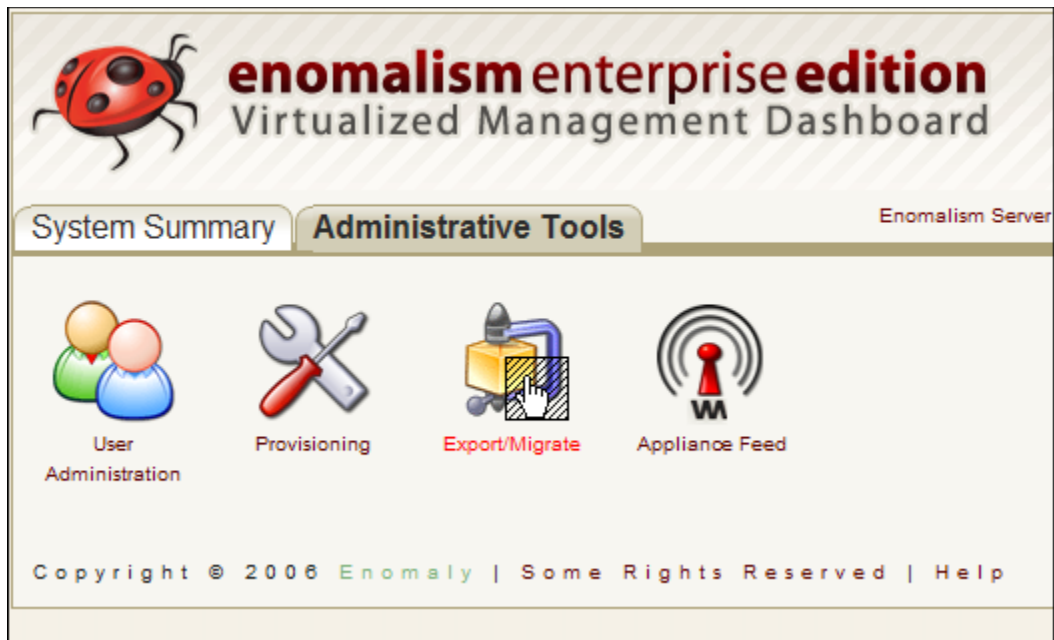 enomalism enterprise edition
Virtualized Management Dashboard
System Summary
Administrative Tools
Enomalism Server
User
Administration
Provisioning
Export/Migrate
Appliance Feed
Copyright © 2006 Enomaly | Some Rights Reserved | Help